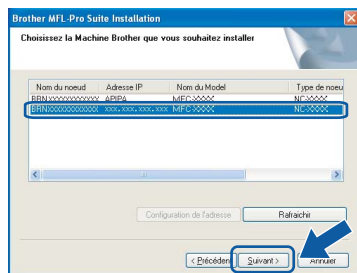 Brother MFL-Pro Suite Installation
Choisissez la Machine Brother que vous souhaitez installer
Nom du noeud Adresse IP Nom du Model Type de noeu
BRNXXXXXXXXXXXX APIPA MFC-XXXX NC-XXXX
BRNXXXXXXXXXXXX xxx.xxx.xxx.xxx MFC-XXXX NC-XXXX
Configuration de l'adresse Rafraichir
< Précéden Suivant > Annuler